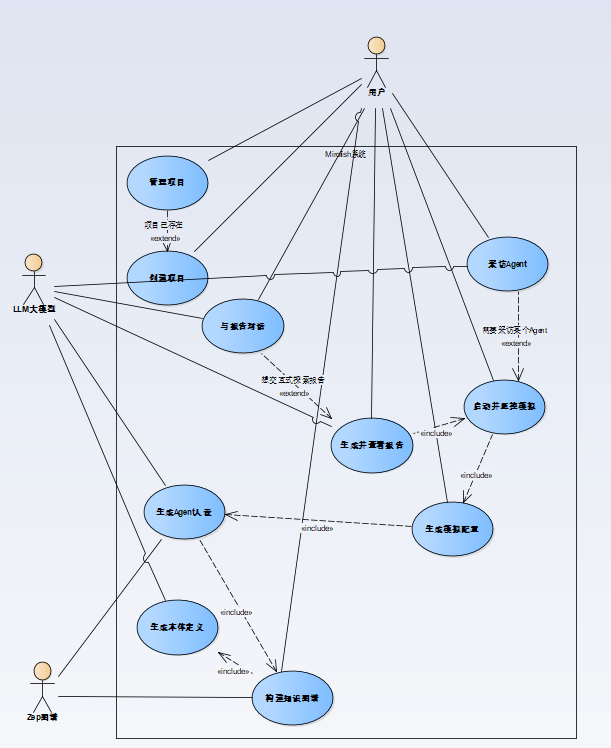 用户
Mirofish系统
管理项目
项目已存在
«extend»
创建项目
采访Agent
LLM大模型
与报告对话
需要采访某个Agent
«extend»
提交互式探索报告
«extend»
启动并监控模拟
生成并查看报告
«include»
«include»
生成Agent人设
生成模拟配置
«include»
«include»
生成本体定义
«include»
构建知识图谱
Zep图谱